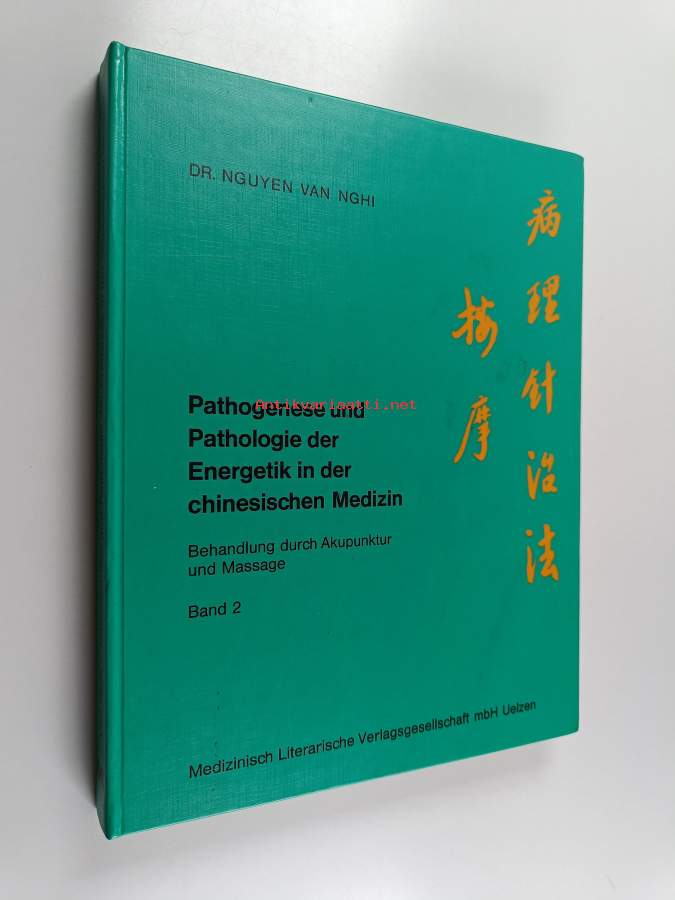 DR. NGUYEN VAN NGHI
病理针治法
按摩
Pathogenese und
Antikvariaatti.net
Pathologie der
Energetik in der
chinesischen Medizin
Behandlung durch Akupunktur
und Massage
Band 2
Medizinisch Literarische Verlagsgesellschaft mbH Uelzen